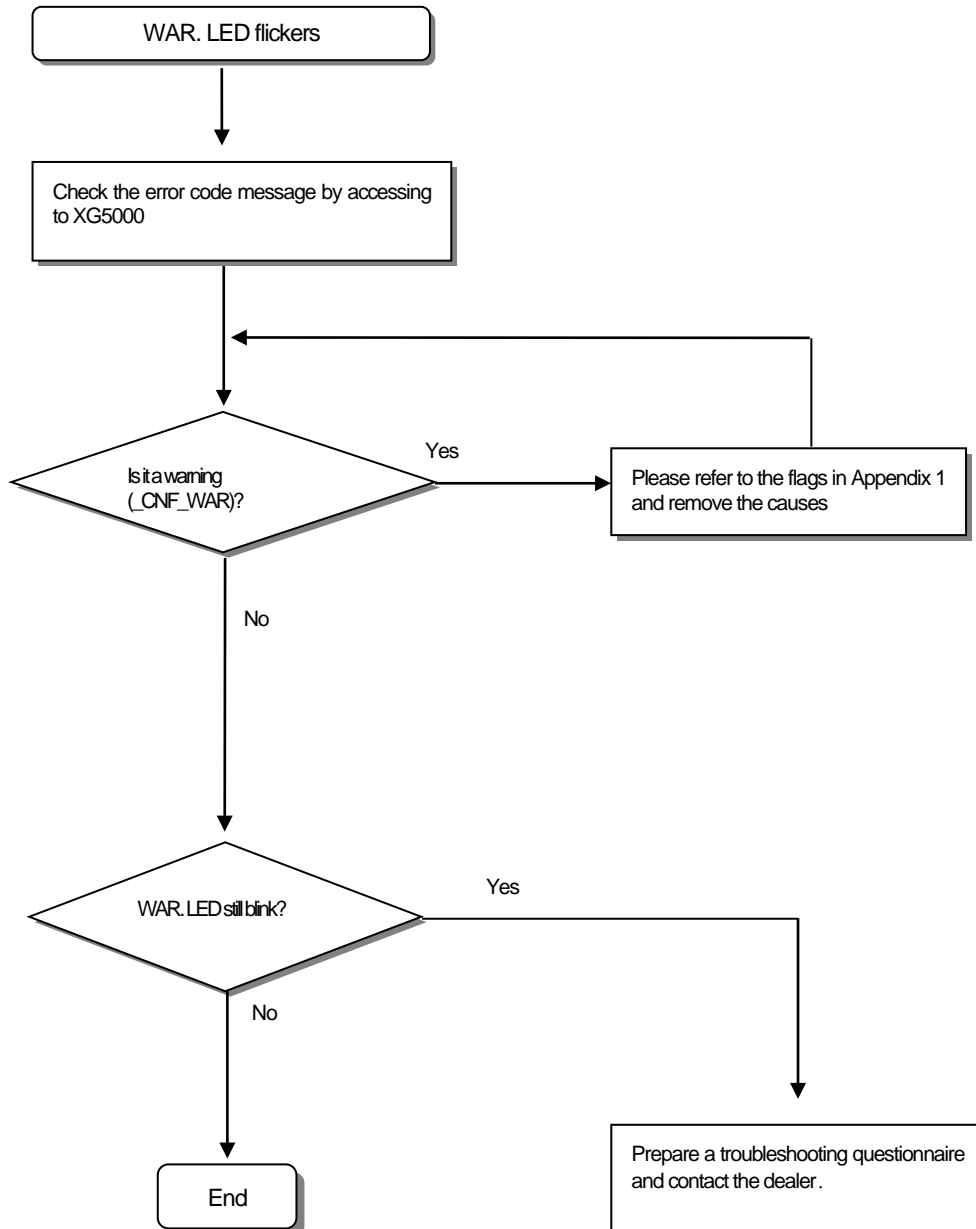 WAR. LED flickers
Check the error code message by accessing
to XG5000
Is it a warning
(_CNF_WAR)?
Yes
Please refer to the flags in Appendix 1
and remove the causes
No
WAR. LED still blink?
Yes
No
End
Prepare a troubleshooting questionnaire
and contact the dealer.